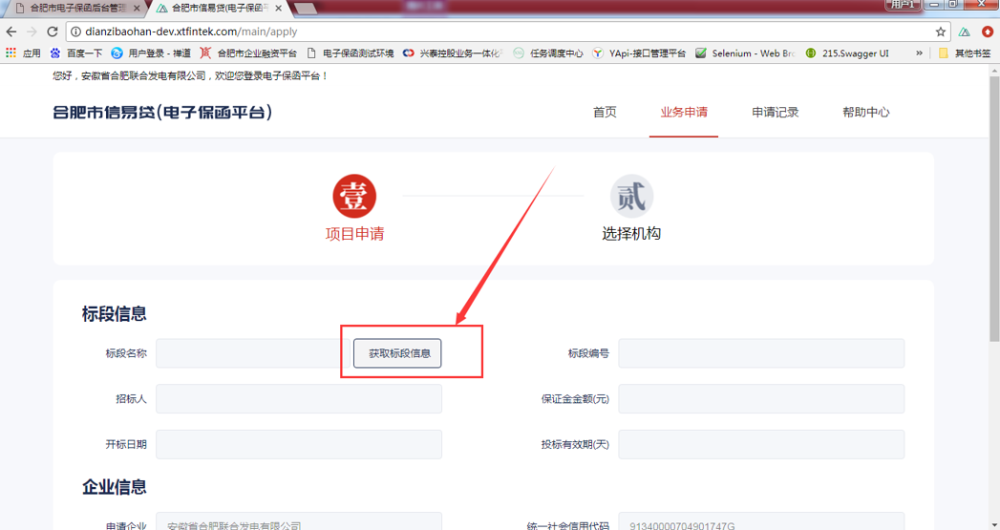 合肥市电子保函后台管理
合肥市信易贷(电子保函平
用户1
dianzibaohan-dev.xtfintek.com/main/apply
应用 百度一下 用户登录 - 禅道 合肥市企业融资平台 电子保函测试环境 兴泰控股业务一体化 任务调度中心 YApi-接口管理平台 Selenium - Web Bro 215.Swagger UI » 其他书签
您好，安徽省合肥联合发电有限公司，欢迎您登录电子保函平台！
合肥市信易贷(电子保函平台) 首页 业务申请 申请记录 帮助中心
壹 贰
项目申请 选择机构
标段信息
标段名称 获取标段信息 标段编号
招标人 保证金金额(元)
开标日期 投标有效期(天)
企业信息
申请企业 安徽省合肥联合发电有限公司 统一社会信用代码 91340000704901747G